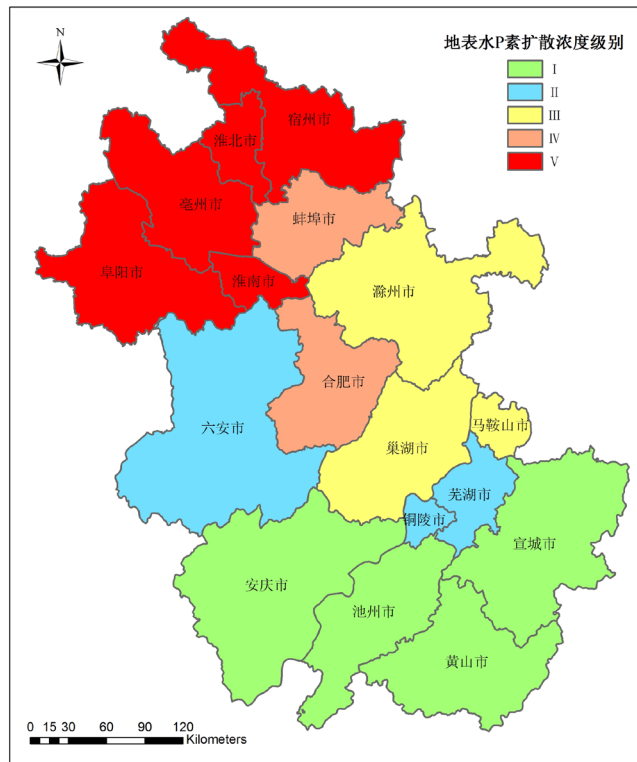 N
地表水P素扩散浓度级别
I
II
III
IV
V
宿州市
淮北市
亳州市
蚌埠市
阜阳市
淮南市
滁州市
合肥市
六安市
巢湖市
马鞍山市
芜湖市
铜陵市
宣城市
安庆市
池州市
黄山市
0 15 30 60 90 120
Kilometers